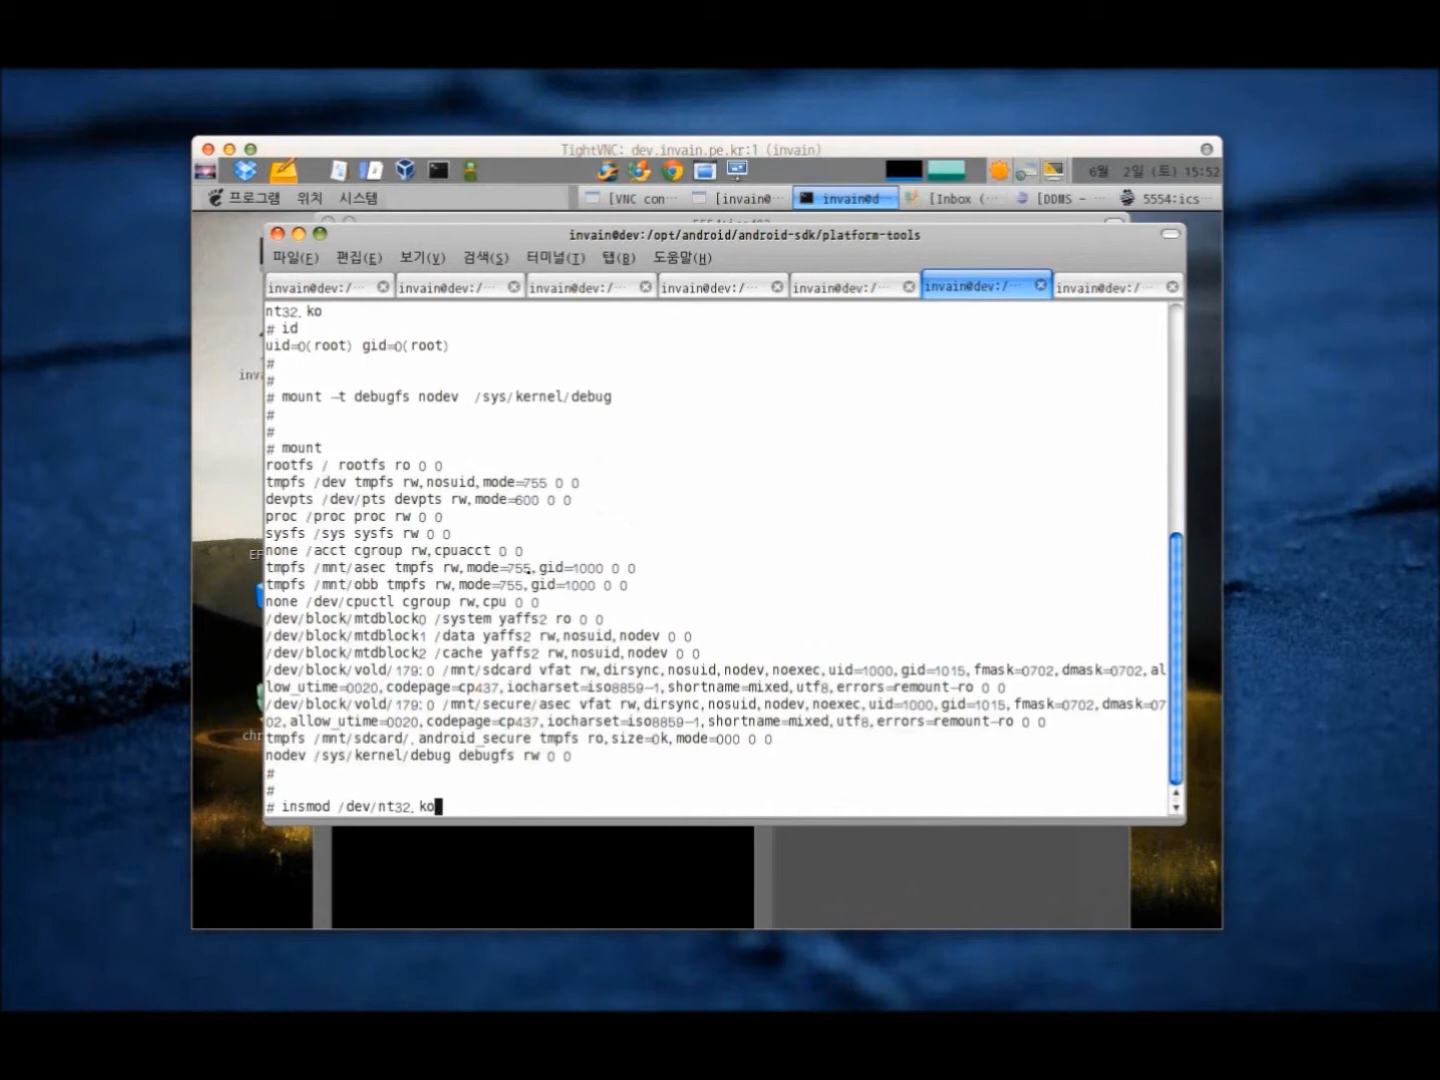 TightVNC: dev.invain.pe.kr:1 (invain)
6월 2일 (토) 15:52
프로그램 위치 시스템
[VNC con… [invain@… invain@d… [Inbox (… [DDMS - … 5554:ics…
invain@dev:/opt/android/android-sdk/platform-tools
파일(F) 편집(E) 보기(V) 검색(S) 터미널(T) 탭(B) 도움말(H)
invain@dev:/… invain@dev:/… invain@dev:/… invain@dev:/… invain@dev:/… invain@dev:/… invain@dev:/…
nt32.ko
# id
uid=0(root) gid=0(root)
#
#
# mount -t debugfs nodev  /sys/kernel/debug
#
#
# mount
rootfs / rootfs ro 0 0
tmpfs /dev tmpfs rw,nosuid,mode=755 0 0
devpts /dev/pts devpts rw,mode=600 0 0
proc /proc proc rw 0 0
sysfs /sys sysfs rw 0 0
none /acct cgroup rw,cpuacct 0 0
tmpfs /mnt/asec tmpfs rw,mode=755,gid=1000 0 0
tmpfs /mnt/obb tmpfs rw,mode=755,gid=1000 0 0
none /dev/cpuctl cgroup rw,cpu 0 0
/dev/block/mtdblock0 /system yaffs2 ro 0 0
/dev/block/mtdblock1 /data yaffs2 rw,nosuid,nodev 0 0
/dev/block/mtdblock2 /cache yaffs2 rw,nosuid,nodev 0 0
/dev/block/vold/179:0 /mnt/sdcard vfat rw,dirsync,nosuid,nodev,noexec,uid=1000,gid=1015,fmask=0702,dmask=0702,al
low_utime=0020,codepage=cp437,iocharset=iso8859-1,shortname=mixed,utf8,errors=remount-ro 0 0
/dev/block/vold/179:0 /mnt/secure/asec vfat rw,dirsync,nosuid,nodev,noexec,uid=1000,gid=1015,fmask=0702,dmask=07
02,allow_utime=0020,codepage=cp437,iocharset=iso8859-1,shortname=mixed,utf8,errors=remount-ro 0 0
tmpfs /mnt/sdcard/.android_secure tmpfs ro,size=0k,mode=000 0 0
nodev /sys/kernel/debug debugfs rw 0 0
#
#
# insmod /dev/nt32.ko